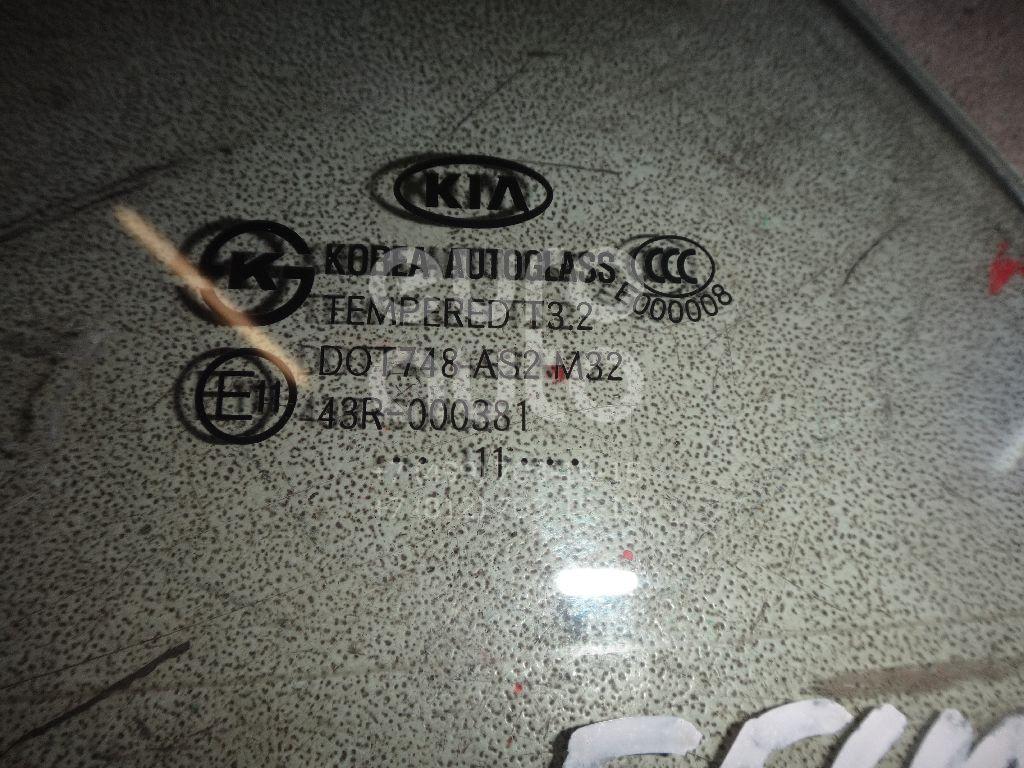 KIA
K KOREA AUTOGLASS CCC
E000008
TEMPERED T3.2
DOT748 AS2 M32
E11 43R-000381
.... .11.....